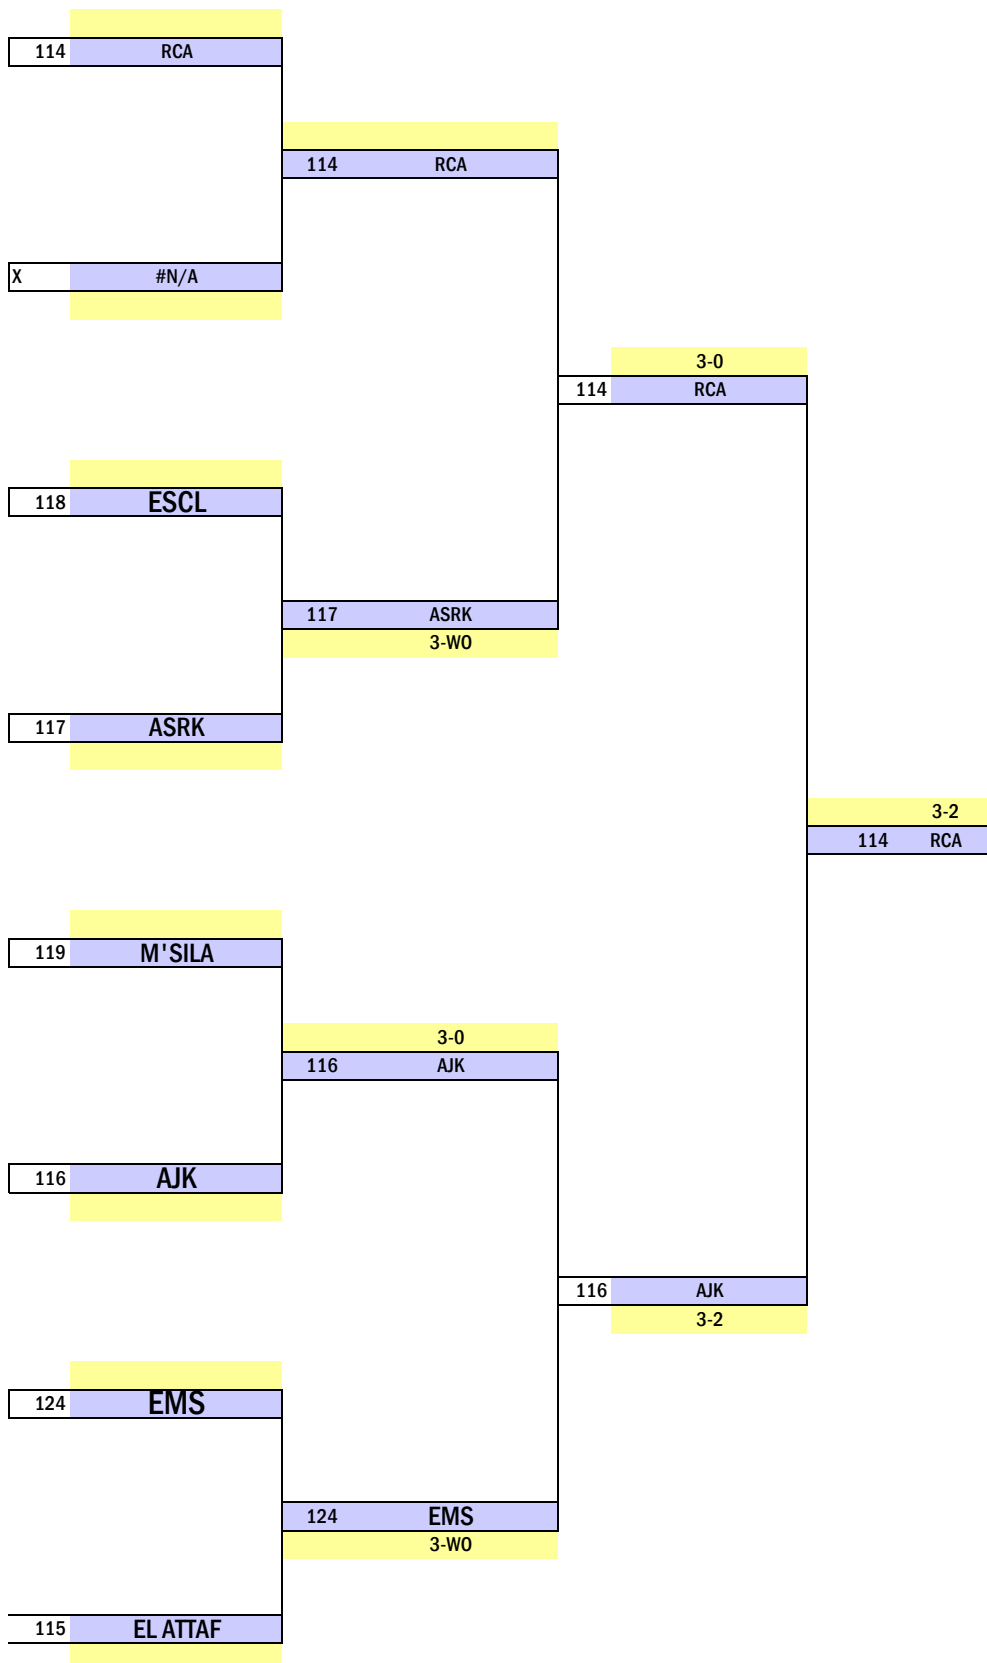 114 RCA
114 RCA
X #N/A
3-0
114 RCA
118 ESCL
117 ASRK
3-WO
117 ASRK
3-2
114 RCA
119 M'SILA
3-0
116 AJK
116 AJK
116 AJK
3-2
124 EMS
124 EMS
3-WO
115 EL ATTAF